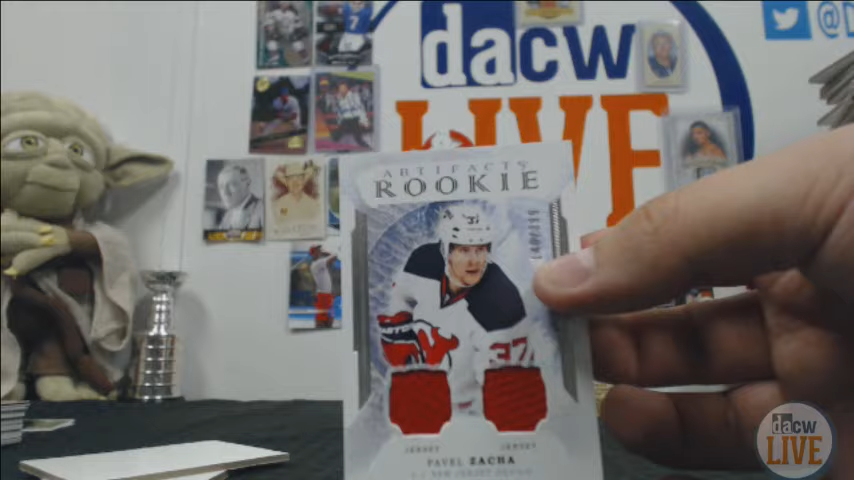 dacw
LIVE
ARTIFACTS
ROOKIE
37
JERSEY JERSEY
PAVEL ZACHA
dacw
LIVE